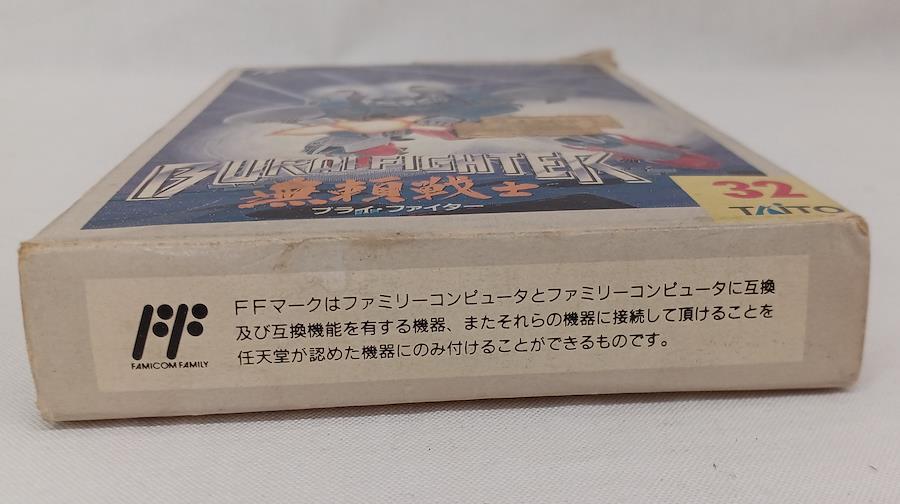 BURAI FIGHTER
無頼戦士
ブライファイター
32
TAITO
FF
FAMICOM FAMILY
FFマークはファミリーコンピュータとファミリーコンピュータに互換
及び互換機能を有する機器、またそれらの機器に接続して頂けることを
任天堂が認めた機器にのみ付けることができるものです。